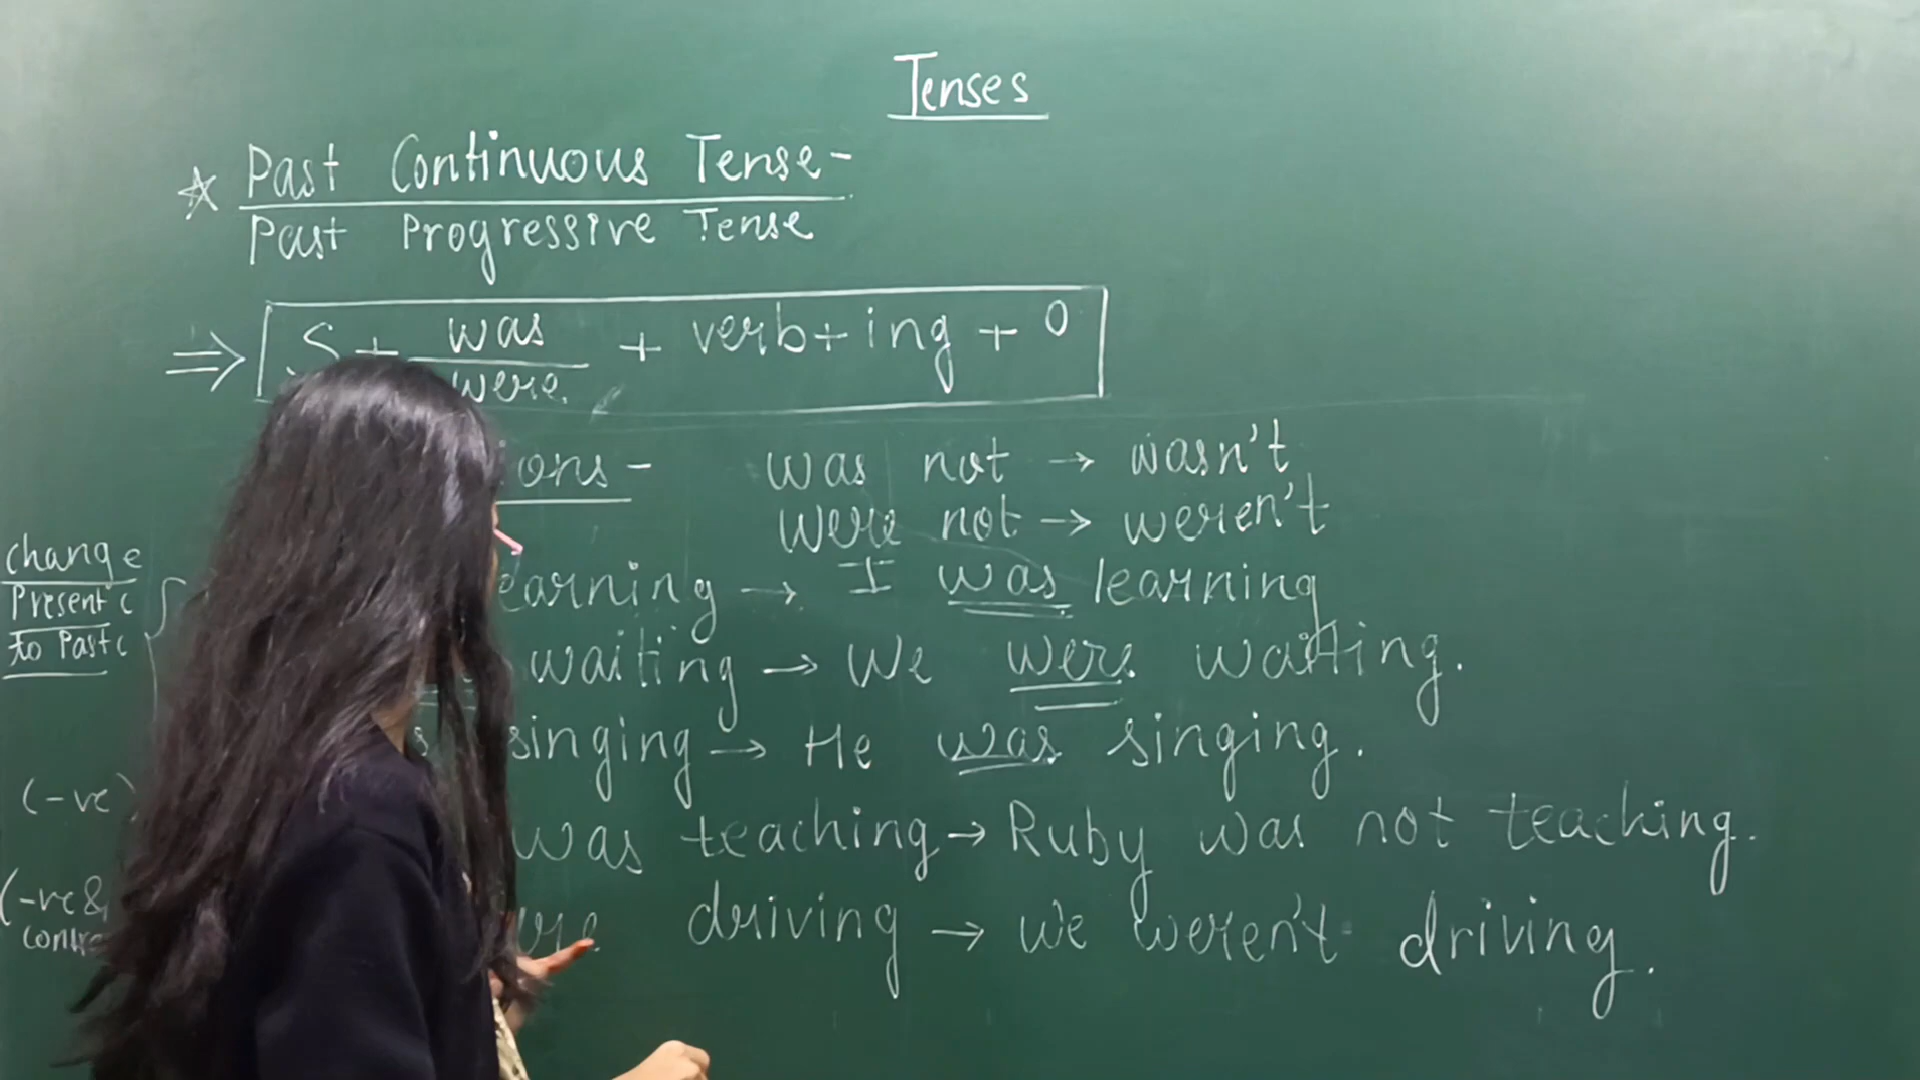 Tenses
☆ Past Continuous Tense-
Past Progressive Tense
⇒ S + was + verb + ing + O
were.
was not → wasn't
were not → weren't
change
Present C
to Past C
→ I was learning
waiting → We were waiting.
singing → He was singing.
(-ve)
was teaching → Ruby was not teaching.
(-ve &
driving → We weren't driving.